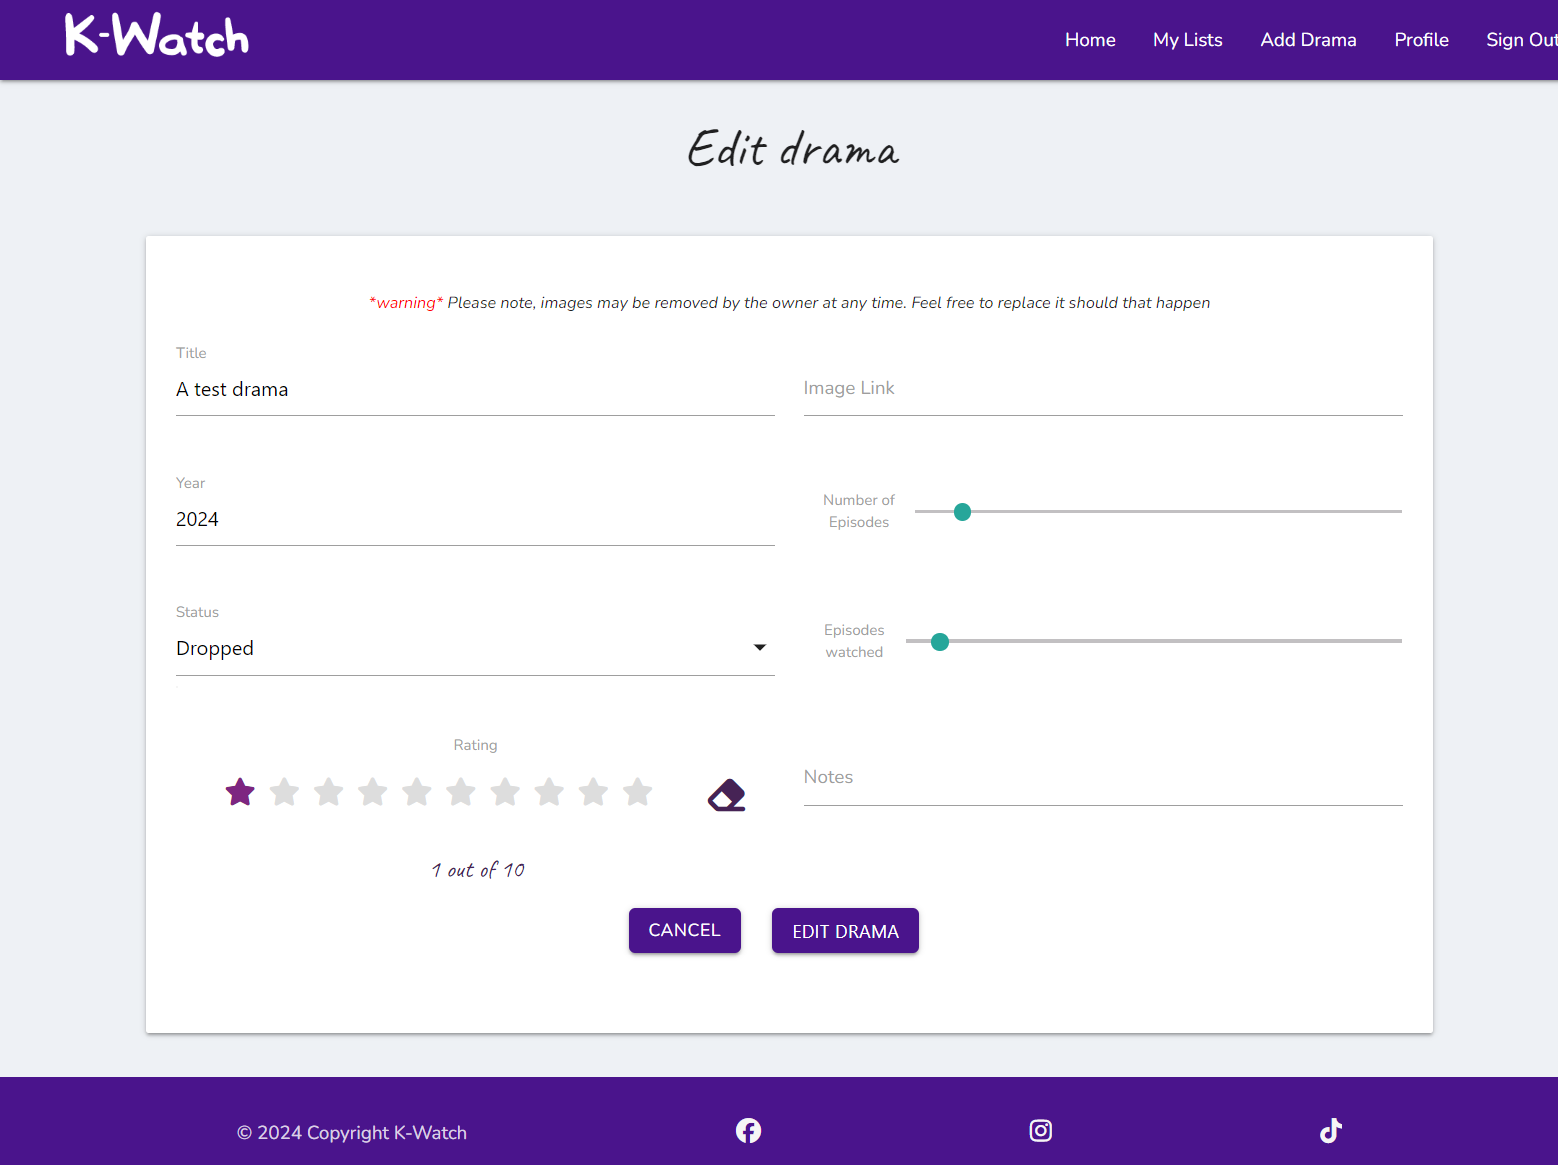 K-Watch
Home
My Lists
Add Drama
Profile
Sign Out
Edit drama
*warning* Please note, images may be removed by the owner at any time. Feel free to replace it should that happen
Title
A test drama
Image Link
Year
2024
Number of
Episodes
Status
Dropped
Episodes
watched
Rating
1 out of 10
Notes
CANCEL
EDIT DRAMA
© 2024 Copyright K-Watch